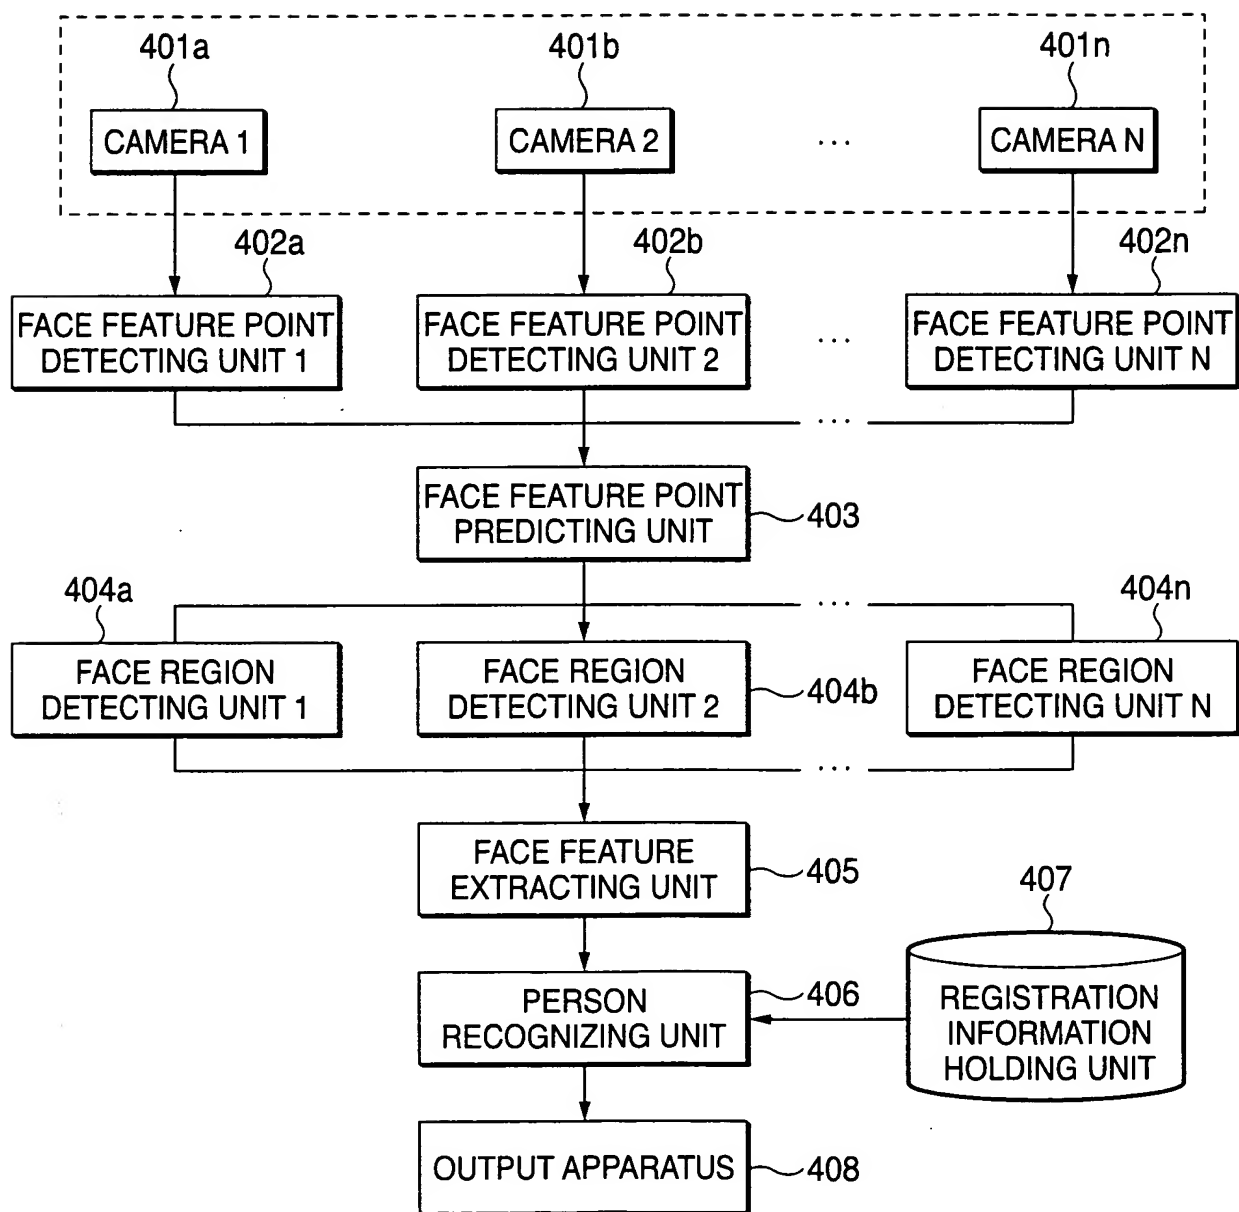 401a
401b
401n
CAMERA 1
CAMERA 2
...
CAMERA N
402a
402b
402n
FACE FEATURE POINT
DETECTING UNIT 1
FACE FEATURE POINT
DETECTING UNIT 2
...
FACE FEATURE POINT
DETECTING UNIT N
...
FACE FEATURE POINT
PREDICTING UNIT
403
404a
...
404n
FACE REGION
DETECTING UNIT 1
FACE REGION
DETECTING UNIT 2
404b
FACE REGION
DETECTING UNIT N
...
FACE FEATURE
EXTRACTING UNIT
405
407
PERSON
RECOGNIZING UNIT
406
REGISTRATION
INFORMATION
HOLDING UNIT
OUTPUT APPARATUS
408